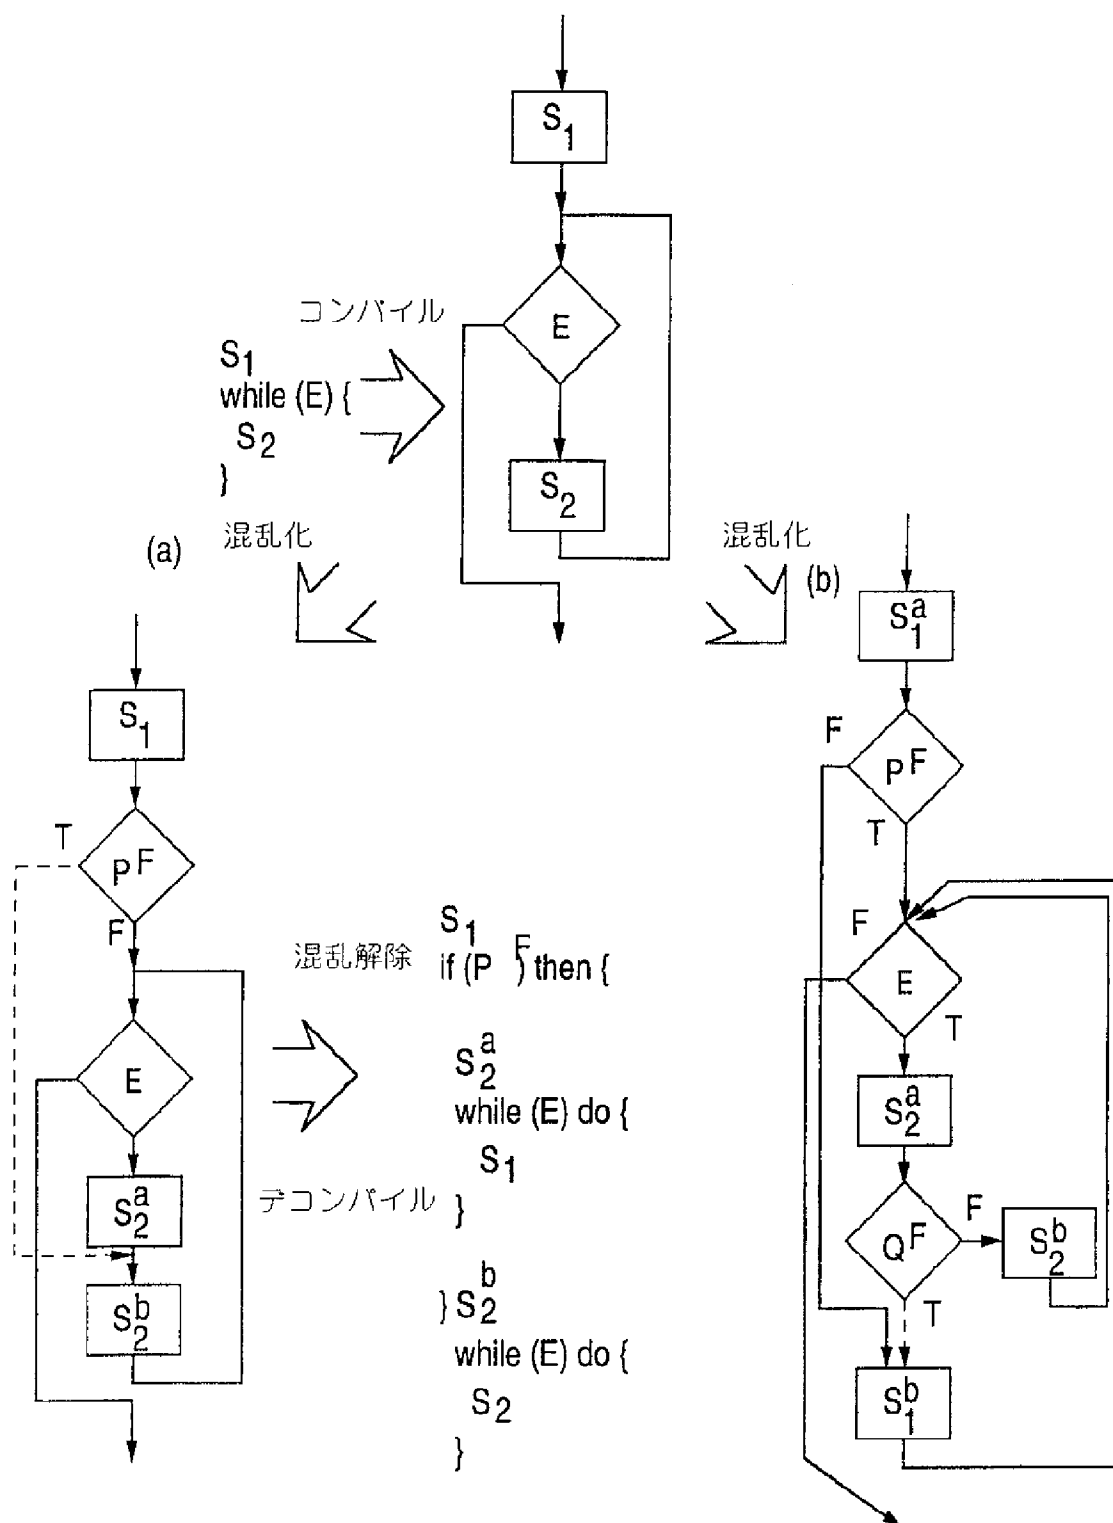 S1
E
S2
コンパイル
S1
while (E) {
S2
}
(a)
混乱化
混乱化
(b)
S1
T
PF
F
E
S2a
S2b
混乱解除
デコンパイル
S1
if (PF) then {
S2a
while (E) do {
S1
}
} S2b
while (E) do {
S2
}
S1a
F
PF
T
F
E
T
S2a
QF
F
S2b
T
S1b